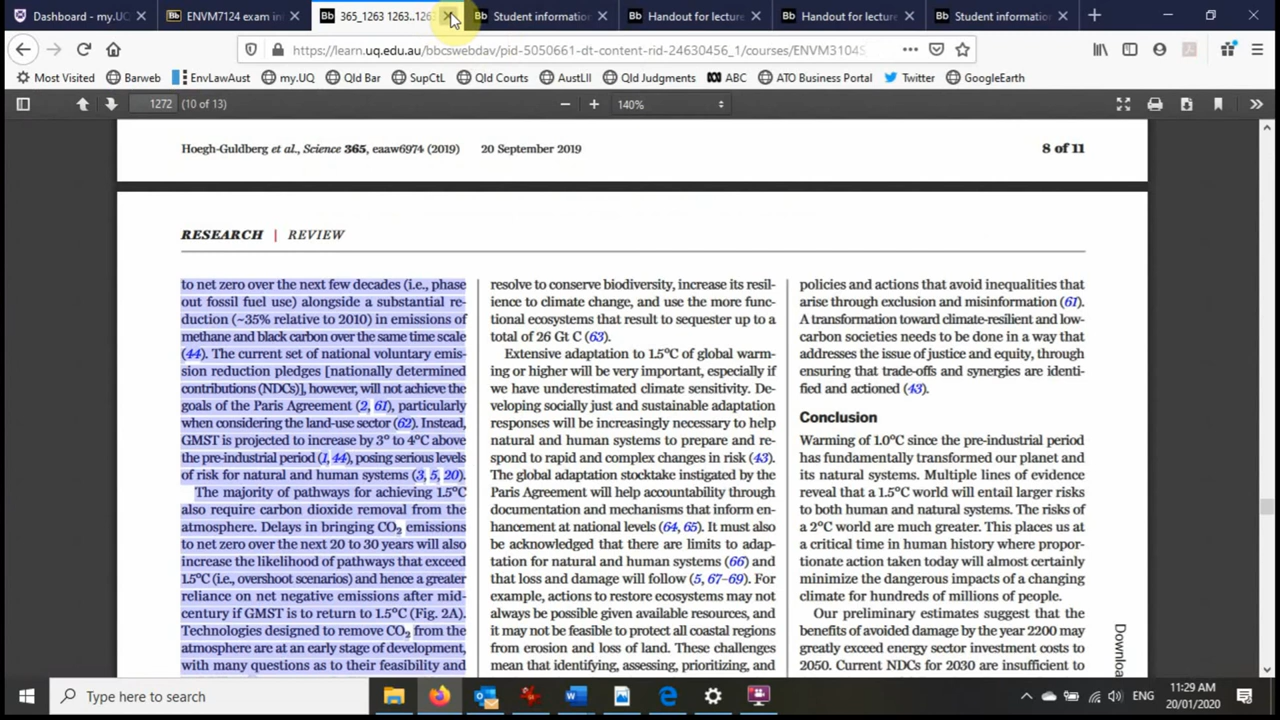 Dashboard - my.UQ
Bb ENVM7124 exam in
Bb 365_1263 1263..1263
Bb Student informatio
Bb Handout for lecture
Bb Handout for lecture
Bb Student informatio
https://learn.uq.edu.au/bbcswebdav/pid-5050661-dt-content-rid-24630456_1/courses/ENVM3104S
Most Visited Barweb EnvLawAust my.UQ Qld Bar SupCtL Qld Courts AustLII Qld Judgments ABC ATO Business Portal Twitter GoogleEarth
1272 (10 of 13) 140%
Hoegh-Guldberg et al., Science 365, eaaw6974 (2019) 20 September 2019 8 of 11
RESEARCH | REVIEW
to net zero over the next few decades (i.e., phase
out fossil fuel use) alongside a substantial re-
duction (~35% relative to 2010) in emissions of
methane and black carbon over the same time scale
(44). The current set of national voluntary emis-
sion reduction pledges [nationally determined
contributions (NDCs)], however, will not achieve the
goals of the Paris Agreement (2, 61), particularly
when considering the land-use sector (62). Instead,
GMST is projected to increase by 3° to 4°C above
the pre-industrial period (1, 44), posing serious levels
of risk for natural and human systems (3, 5, 20).
The majority of pathways for achieving 1.5°C
also require carbon dioxide removal from the
atmosphere. Delays in bringing CO₂ emissions
to net zero over the next 20 to 30 years will also
increase the likelihood of pathways that exceed
1.5°C (i.e., overshoot scenarios) and hence a greater
reliance on net negative emissions after mid-
century if GMST is to return to 1.5°C (Fig. 2A).
Technologies designed to remove CO₂ from the
atmosphere are at an early stage of development,
with many questions as to their feasibility and
resolve to conserve biodiversity, increase its resil-
ience to climate change, and use the more func-
tional ecosystems that result to sequester up to a
total of 26 Gt C (63).
Extensive adaptation to 1.5°C of global warm-
ing or higher will be very important, especially if
we have underestimated climate sensitivity. De-
veloping socially just and sustainable adaptation
responses will be increasingly necessary to help
natural and human systems to prepare and re-
spond to rapid and complex changes in risk (43).
The global adaptation stocktake instigated by the
Paris Agreement will help accountability through
documentation and mechanisms that inform en-
hancement at national levels (64, 65). It must also
be acknowledged that there are limits to adap-
tation for natural and human systems (66) and
that loss and damage will follow (5, 67–69). For
example, actions to restore ecosystems may not
always be possible given available resources, and
it may not be feasible to protect all coastal regions
from erosion and loss of land. These challenges
mean that identifying, assessing, prioritizing, and
policies and actions that avoid inequalities that
arise through exclusion and misinformation (61).
A transformation toward climate-resilient and low-
carbon societies needs to be done in a way that
addresses the issue of justice and equity, through
ensuring that trade-offs and synergies are identi-
fied and actioned (43).
Conclusion
Warming of 1.0°C since the pre-industrial period
has fundamentally transformed our planet and
its natural systems. Multiple lines of evidence
reveal that a 1.5°C world will entail larger risks
to both human and natural systems. The risks of
a 2°C world are much greater. This places us at
a critical time in human history where propor-
tionate action taken today will almost certainly
minimize the dangerous impacts of a changing
climate for hundreds of millions of people.
Our preliminary estimates suggest that the
benefits of avoided damage by the year 2200 may
greatly exceed energy sector investment costs to
2050. Current NDCs for 2030 are insufficient to
Downloa
Type here to search
ENG
11:29 AM
20/01/2020